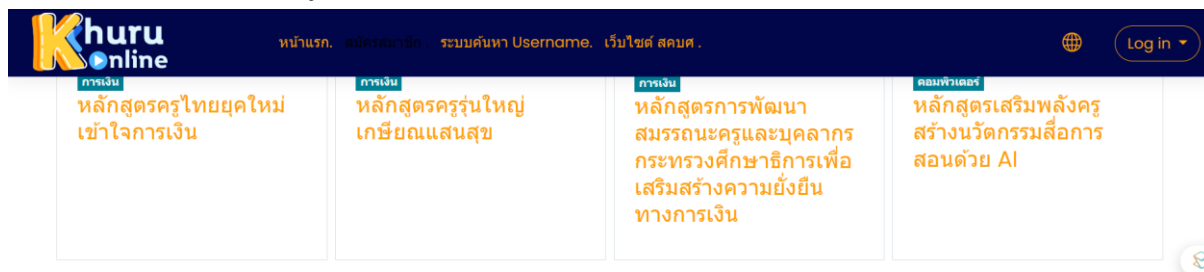 Khuru
Online
หน้าแรก. สมัครสมาชิก . ระบบค้นหา Username. เว็บไซต์ สคบศ .
Log in
การเงิน
หลักสูตรครูไทยยุคใหม่
เข้าใจการเงิน
การเงิน
หลักสูตรครูรุ่นใหญ่
เกษียณแสนสุข
การเงิน
หลักสูตรการพัฒนา
สมรรถนะครูและบุคลากร
กระทรวงศึกษาธิการเพื่อ
เสริมสร้างความยั่งยืน
ทางการเงิน
คอมพิวเตอร์
หลักสูตรเสริมพลังครู
สร้างนวัตกรรมสื่อการ
สอนด้วย AI